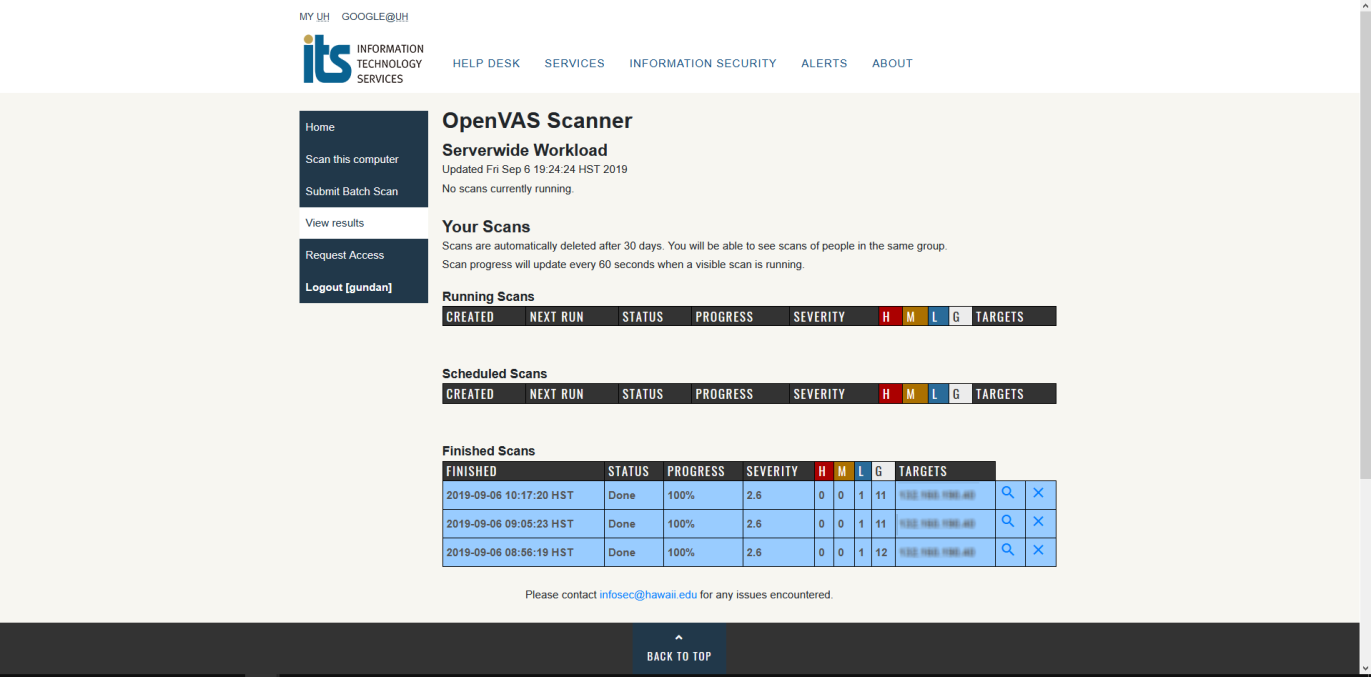 MY UH GOOGLE@UH
its INFORMATION
TECHNOLOGY
SERVICES
HELP DESK SERVICES INFORMATION SECURITY ALERTS ABOUT
Home
Scan this computer
Submit Batch Scan
View results
Request Access
Logout [gundan]
OpenVAS Scanner
Serverwide Workload
Updated Fri Sep 6 19:24:24 HST 2019
No scans currently running.
Your Scans
Scans are automatically deleted after 30 days. You will be able to see scans of people in the same group.
Scan progress will update every 60 seconds when a visible scan is running.
Running Scans
CREATED NEXT RUN STATUS PROGRESS SEVERITY H M L G TARGETS
Scheduled Scans
CREATED NEXT RUN STATUS PROGRESS SEVERITY H M L G TARGETS
Finished Scans
FINISHED STATUS PROGRESS SEVERITY H M L G TARGETS
2019-09-06 10:17:20 HST Done 100% 2.6 0 0 1 11
2019-09-06 09:05:23 HST Done 100% 2.6 0 0 1 11
2019-09-06 08:56:19 HST Done 100% 2.6 0 0 1 12
Please contact infosec@hawaii.edu for any issues encountered.
BACK TO TOP